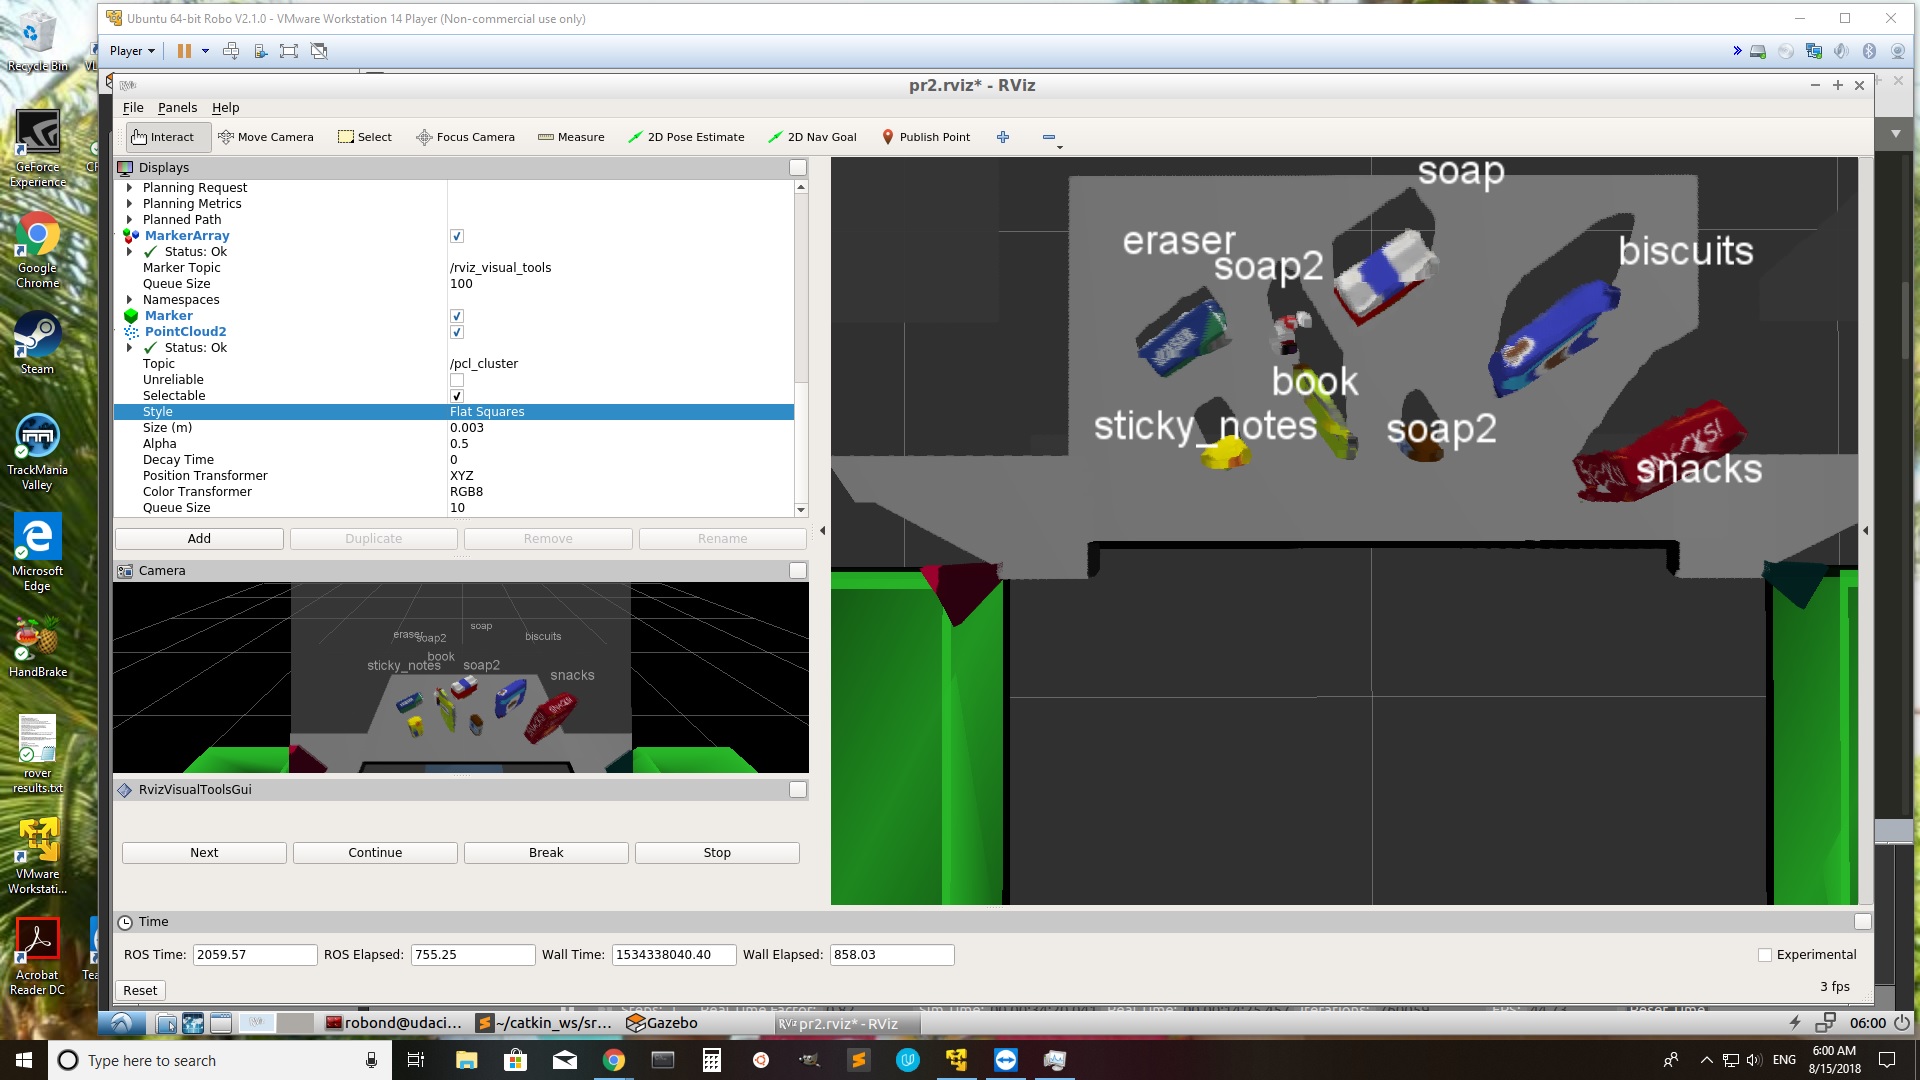 Ubuntu 64-bit Robo V2.1.0 - VMware Workstation 14 Player (Non-commercial use only)
Player
pr2.rviz* - RViz
File Panels Help
Interact Move Camera Select Focus Camera Measure 2D Pose Estimate 2D Nav Goal Publish Point
Displays
Planning Request
Planning Metrics
Planned Path
MarkerArray
Status: Ok
Marker Topic /rviz_visual_tools
Queue Size 100
Namespaces
Marker
PointCloud2
Status: Ok
Topic /pcl_cluster
Unreliable
Selectable
Style Flat Squares
Size (m) 0.003
Alpha 0.5
Decay Time 0
Position Transformer XYZ
Color Transformer RGB8
Queue Size 10
Add Duplicate Remove Rename
Camera
soap
eraser
soap2
biscuits
book
sticky_notes
soap2
snacks
RvizVisualToolsGui
Next Continue Break Stop
soap
eraser
soap2
biscuits
book
sticky_notes
soap2
SNACKS!
snacks
Time
ROS Time: 2059.57 ROS Elapsed: 755.25 Wall Time: 1534338040.40 Wall Elapsed: 858.03
Experimental
Reset
3 fps
robond@udaci... ~/catkin_ws/sr... Gazebo pr2.rviz* - RViz
06:00
Recycle Bin
GeForce
Experience
Google
Chrome
Steam
TrackMania
Valley
Microsoft
Edge
HandBrake
rover
results.txt
VMware
Workstati...
Acrobat
Reader DC
Type here to search
ENG
6:00 AM
8/15/2018